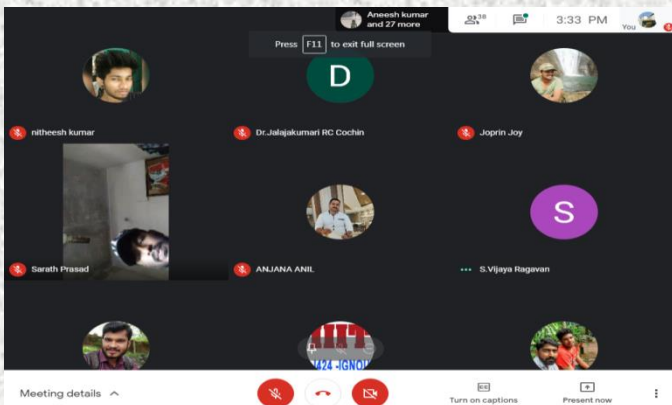 Aneesh kumar
and 27 more
38
3:33 PM
You
Press F11 to exit full screen
D
nitheesh kumar
Dr.Jalajakumari RC Cochin
Joprin Joy
Sarath Prasad
ANJANA ANIL
S
S.Vijaya Ragavan
Meeting details
Turn on captions
Present now